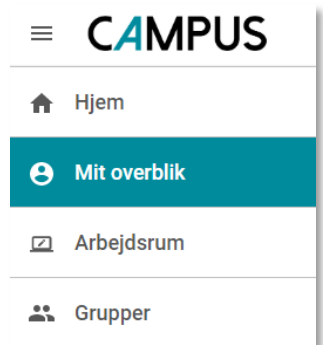 CAMPUS
Hjem
Mit overblik
Arbejdsrum
Grupper